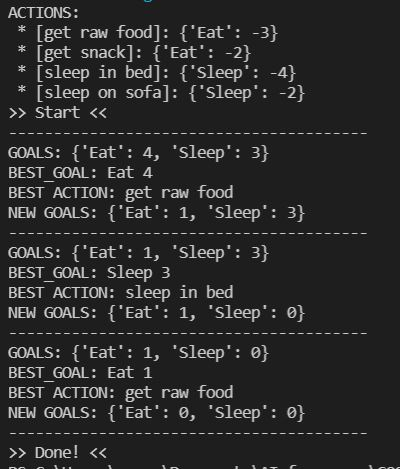 ACTIONS:
 * [get raw food]: {'Eat': -3}
 * [get snack]: {'Eat': -2}
 * [sleep in bed]: {'Sleep': -4}
 * [sleep on sofa]: {'Sleep': -2}
>> Start <<
----------------------------------------
GOALS: {'Eat': 4, 'Sleep': 3}
BEST_GOAL: Eat 4
BEST ACTION: get raw food
NEW GOALS: {'Eat': 1, 'Sleep': 3}
----------------------------------------
GOALS: {'Eat': 1, 'Sleep': 3}
BEST_GOAL: Sleep 3
BEST ACTION: sleep in bed
NEW GOALS: {'Eat': 1, 'Sleep': 0}
----------------------------------------
GOALS: {'Eat': 1, 'Sleep': 0}
BEST_GOAL: Eat 1
BEST ACTION: get raw food
NEW GOALS: {'Eat': 0, 'Sleep': 0}
----------------------------------------
>> Done! <<